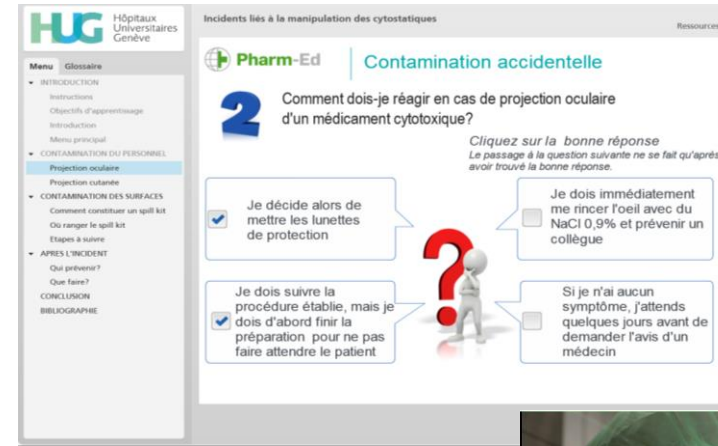 HUG
Hôpitaux
Universitaires
Genève
Incidents liés à la manipulation des cytostatiques
Ressources
Menu Glossaire
INTRODUCTION
Instructions
Objectifs d'apprentissage
Introduction
Menu principal
CONTAMINATION DU PERSONNEL
Projection oculaire
Projection cutanée
CONTAMINATION DES SURFACES
Comment constituer un spill kit
Où ranger le spill kit
Etapes à suivre
APRES L'INCIDENT
Qui prévenir?
Que faire?
CONCLUSION
BIBLIOGRAPHIE
Pharm-Ed
Contamination accidentelle
2
Comment dois-je réagir en cas de projection oculaire
d'un médicament cytotoxique?
Cliquez sur la bonne réponse
Le passage à la question suivante ne se fait qu'après
avoir trouvé la bonne réponse.
Je décide alors de
mettre les lunettes
de protection
Je dois immédiatement
me rincer l'oeil avec du
NaCl 0,9% et prévenir un
collègue
Je dois suivre la
procédure établie, mais je
dois d'abord finir la
préparation pour ne pas
faire attendre le patient
Si je n'ai aucun
symptôme, j'attends
quelques jours avant de
demander l'avis d'un
médecin